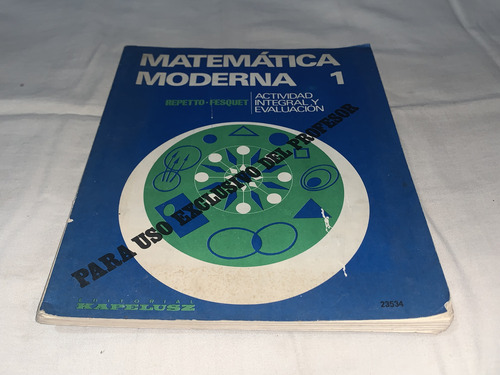 MATEMÁTICA
MODERNA 1
REPETTO - FESQUET
ACTIVIDAD
INTEGRAL Y
EVALUACIÓN
PARA USO EXCLUSIVO DEL PROFESOR
EDITORIAL
KAPELUSZ
23534